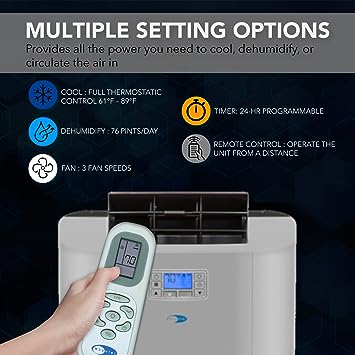 MULTIPLE SETTING OPTIONS
Provides all the power you need to cool, dehumidify, or
circulate the air in
COOL : FULL THERMOSTATIC
CONTROL 61°F - 89°F
DEHUMIDIFY : 76 PINTS/DAY
FAN : 3 FAN SPEEDS
TIMER: 24-HR PROGRAMMABLE
REMOTE CONTROL : OPERATE THE
UNIT FROM A DISTANCE
70
70